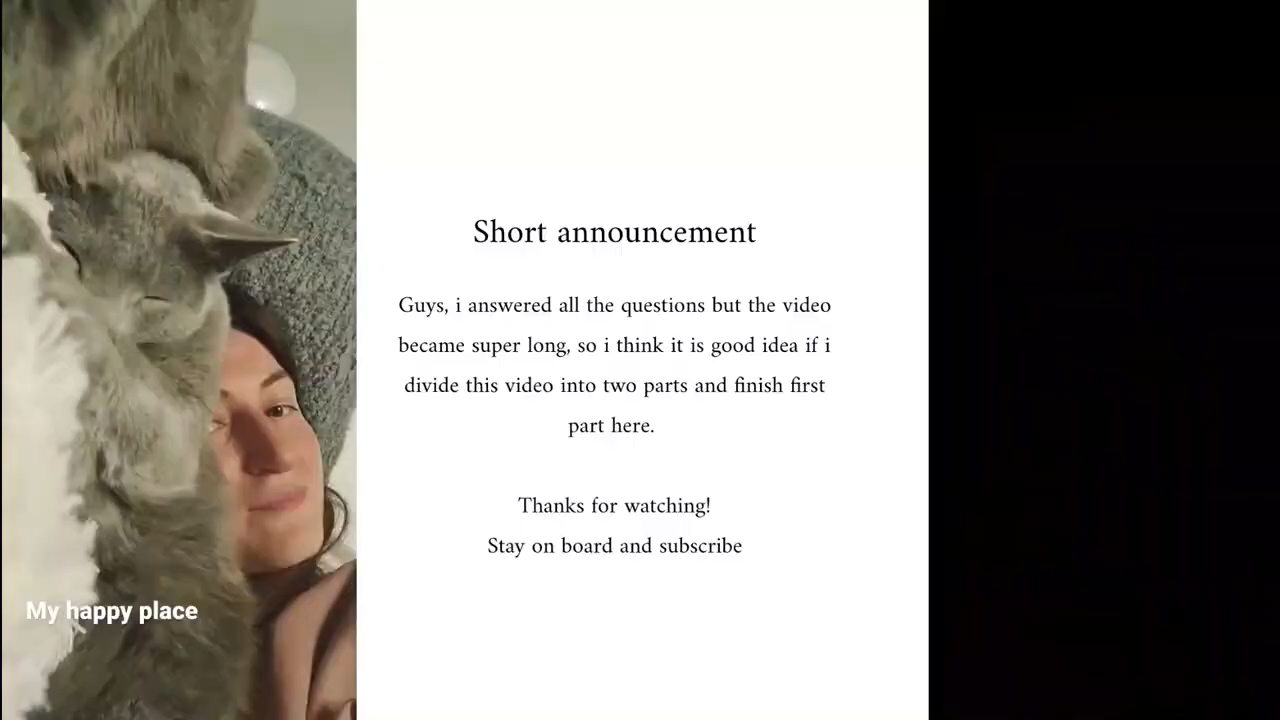 Short announcement
Guys, i answered all the questions but the video
became super long, so i think it is good idea if i
divide this video into two parts and finish first
part here.
Thanks for watching!
Stay on board and subscribe
My happy place